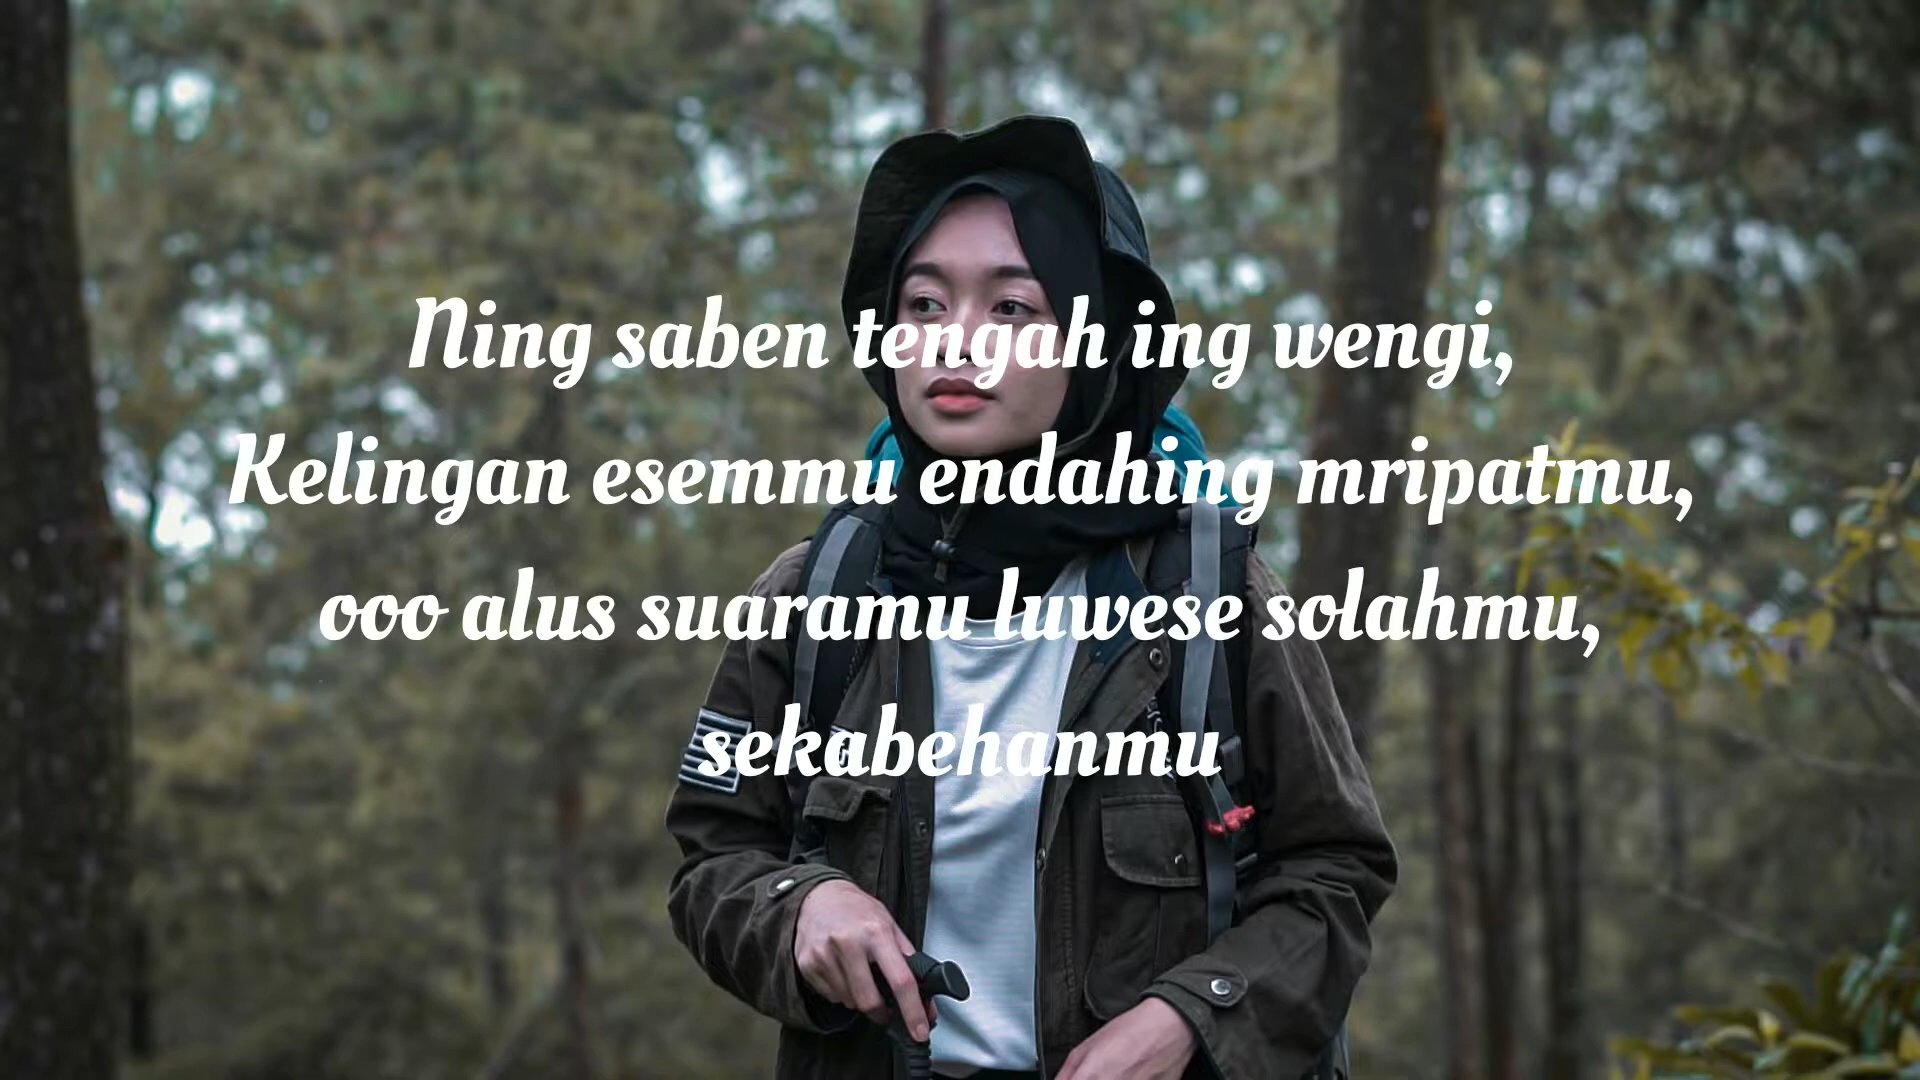 Ning saben tengah ing wengi,
Kelingan esemmu endahing mripatmu,
ooo alus suaramu luwese solahmu,
sekabehanmu